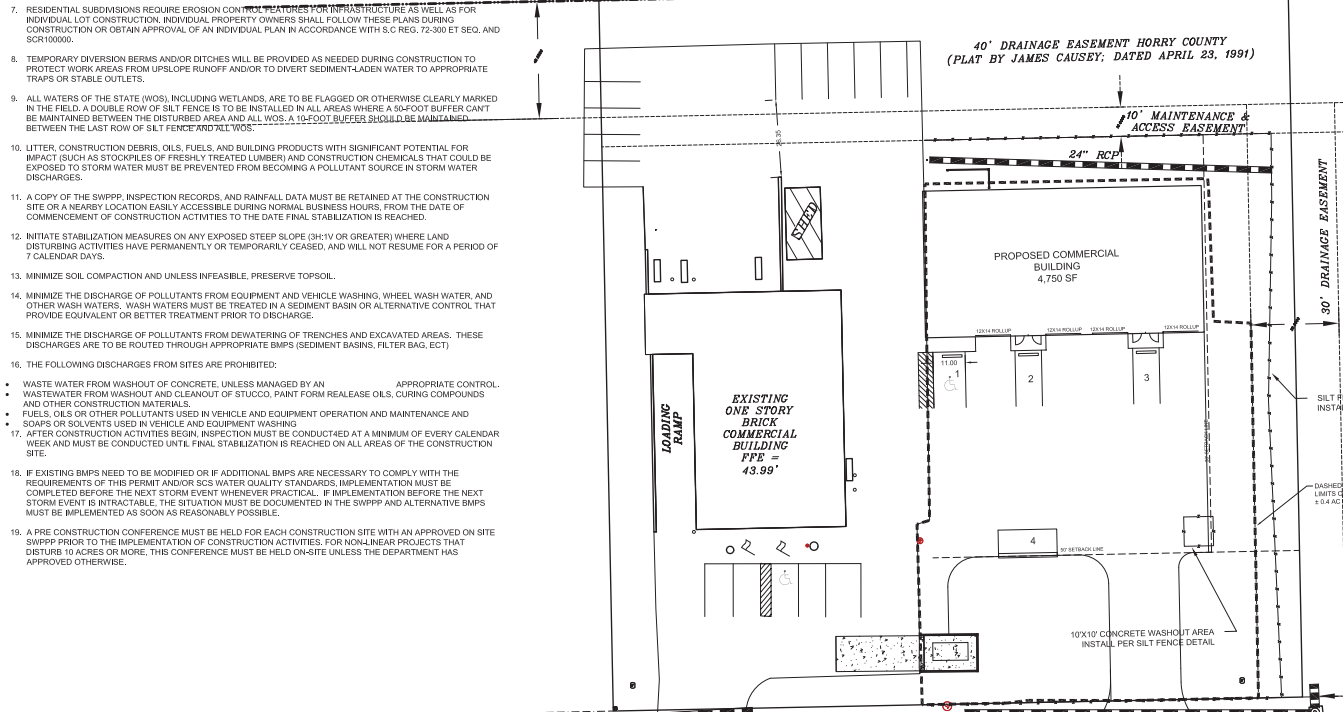 7. RESIDENTIAL SUBDIVISIONS REQUIRE EROSION CONTROL FEATURES FOR INFRASTRUCTURE AS WELL AS FOR
INDIVIDUAL LOT CONSTRUCTION. INDIVIDUAL PROPERTY OWNERS SHALL FOLLOW THESE PLANS DURING
CONSTRUCTION OR OBTAIN APPROVAL OF AN INDIVIDUAL PLAN IN ACCORDANCE WITH S.C REG. 72-300 ET SEQ. AND
SCR100000.
8. TEMPORARY DIVERSION BERMS AND/OR DITCHES WILL BE PROVIDED AS NEEDED DURING CONSTRUCTION TO
PROTECT WORK AREAS FROM UPSLOPE RUNOFF AND/OR TO DIVERT SEDIMENT-LADEN WATER TO APPROPRIATE
TRAPS OR STABLE OUTLETS.
9. ALL WATERS OF THE STATE (WOS), INCLUDING WETLANDS, ARE TO BE FLAGGED OR OTHERWISE CLEARLY MARKED
IN THE FIELD. A DOUBLE ROW OF SILT FENCE IS TO BE INSTALLED IN ALL AREAS WHERE A 50-FOOT BUFFER CAN'T
BE MAINTAINED BETWEEN THE DISTURBED AREA AND ALL WOS. A 10-FOOT BUFFER SHOULD BE MAINTAINED
BETWEEN THE LAST ROW OF SILT FENCE AND ALL WOS.
10. LITTER, CONSTRUCTION DEBRIS, OILS, FUELS, AND BUILDING PRODUCTS WITH SIGNIFICANT POTENTIAL FOR
IMPACT (SUCH AS STOCKPILES OF FRESHLY TREATED LUMBER) AND CONSTRUCTION CHEMICALS THAT COULD BE
EXPOSED TO STORM WATER MUST BE PREVENTED FROM BECOMING A POLLUTANT SOURCE IN STORM WATER
DISCHARGES.
11. A COPY OF THE SWPPP, INSPECTION RECORDS, AND RAINFALL DATA MUST BE RETAINED AT THE CONSTRUCTION
SITE OR A NEARBY LOCATION EASILY ACCESSIBLE DURING NORMAL BUSINESS HOURS, FROM THE DATE OF
COMMENCEMENT OF CONSTRUCTION ACTIVITIES TO THE DATE FINAL STABILIZATION IS REACHED.
12. INITIATE STABILIZATION MEASURES ON ANY EXPOSED STEEP SLOPE (3H:1V OR GREATER) WHERE LAND
DISTURBING ACTIVITIES HAVE PERMANENTLY OR TEMPORARILY CEASED, AND WILL NOT RESUME FOR A PERIOD OF
7 CALENDAR DAYS.
13. MINIMIZE SOIL COMPACTION AND UNLESS INFEASIBLE, PRESERVE TOPSOIL.
14. MINIMIZE THE DISCHARGE OF POLLUTANTS FROM EQUIPMENT AND VEHICLE WASHING, WHEEL WASH WATER, AND
OTHER WASH WATERS. WASH WATERS MUST BE TREATED IN A SEDIMENT BASIN OR ALTERNATIVE CONTROL THAT
PROVIDE EQUIVALENT OR BETTER TREATMENT PRIOR TO DISCHARGE.
15. MINIMIZE THE DISCHARGE OF POLLUTANTS FROM DEWATERING OF TRENCHES AND EXCAVATED AREAS. THESE
DISCHARGES ARE TO BE ROUTED THROUGH APPROPRIATE BMPS (SEDIMENT BASINS, FILTER BAG, ECT)
16. THE FOLLOWING DISCHARGES FROM SITES ARE PROHIBITED:
• WASTE WATER FROM WASHOUT OF CONCRETE, UNLESS MANAGED BY AN APPROPRIATE CONTROL.
• WASTEWATER FROM WASHOUT AND CLEANOUT OF STUCCO, PAINT FORM REALEASE OILS, CURING COMPOUNDS
AND OTHER CONSTRUCTION MATERIALS.
• FUELS, OILS OR OTHER POLLUTANTS USED IN VEHICLE AND EQUIPMENT OPERATION AND MAINTENANCE AND
• SOAPS OR SOLVENTS USED IN VEHICLE AND EQUIPMENT WASHING
17. AFTER CONSTRUCTION ACTIVITIES BEGIN, INSPECTION MUST BE CONDUCT4ED AT A MINIMUM OF EVERY CALENDAR
WEEK AND MUST BE CONDUCTED UNTIL FINAL STABILIZATION IS REACHED ON ALL AREAS OF THE CONSTRUCTION
SITE.
18. IF EXISTING BMPS NEED TO BE MODIFIED OR IF ADDITIONAL BMPS ARE NECESSARY TO COMPLY WITH THE
REQUIREMENTS OF THIS PERMIT AND/OR SCS WATER QUALITY STANDARDS, IMPLEMENTATION MUST BE
COMPLETED BEFORE THE NEXT STORM EVENT WHENEVER PRACTICAL. IF IMPLEMENTATION BEFORE THE NEXT
STORM EVENT IS INTRACTABLE, THE SITUATION MUST BE DOCUMENTED IN THE SWPPP AND ALTERNATIVE BMPS
MUST BE IMPLEMENTED AS SOON AS REASONABLY POSSIBLE.
19. A PRE CONSTRUCTION CONFERENCE MUST BE HELD FOR EACH CONSTRUCTION SITE WITH AN APPROVED ON SITE
SWPPP PRIOR TO THE IMPLEMENTATION OF CONSTRUCTION ACTIVITIES. FOR NON-LINEAR PROJECTS THAT
DISTURB 10 ACRES OR MORE, THIS CONFERENCE MUST BE HELD ON-SITE UNLESS THE DEPARTMENT HAS
APPROVED OTHERWISE.
40' DRAINAGE EASEMENT HORRY COUNTY
(PLAT BY JAMES CAUSEY; DATED APRIL 23, 1991)
10' MAINTENANCE &
ACCESS EASEMENT
24" RCP
30' DRAINAGE EASEMENT
SHED
PROPOSED COMMERCIAL
BUILDING
4,750 SF
12X14 ROLLUP
12X14 ROLLUP
12X14 ROLLUP
12X14 ROLLUP
11.00
1
2
3
LOADING
RAMP
EXISTING
ONE STORY
BRICK
COMMERCIAL
BUILDING
FFE =
43.99'
SILT
INSTA
DASHED
LIMITS
± 0.4 AC
4
50' SETBACK LINE
10'X10' CONCRETE WASHOUT AREA
INSTALL PER SILT FENCE DETAIL